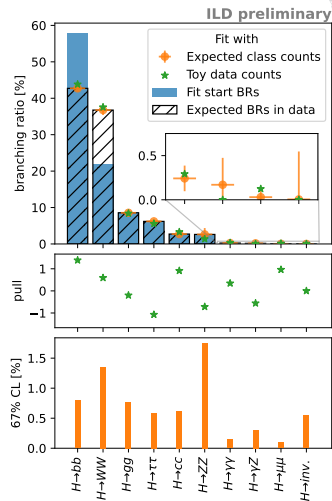 ILD preliminary
60
50
40
30
20
10
0
branching ratio [%]
Fit with
Expected class counts
Toy data counts
Fit start BRs
Expected BRs in data
0.5
0.0
1
0
−1
pull
1.5
1.0
0.5
0.0
67% CL [%]
H→bb
H→WW
H→gg
H→ττ
H→cc
H→ZZ
H→γγ
H→γZ
H→μμ
H→inv.